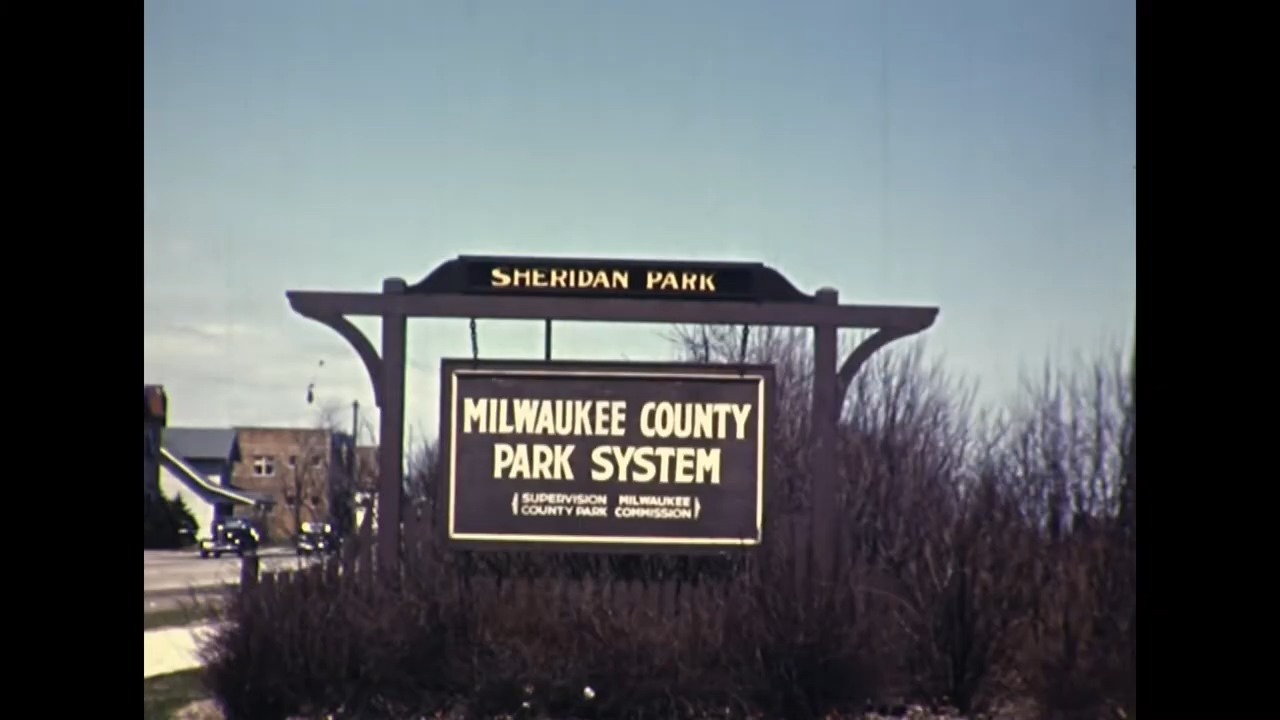 SHERIDAN PARK
MILWAUKEE COUNTY
PARK SYSTEM
SUPERVISION MILWAUKEE
COUNTY PARK COMMISSION